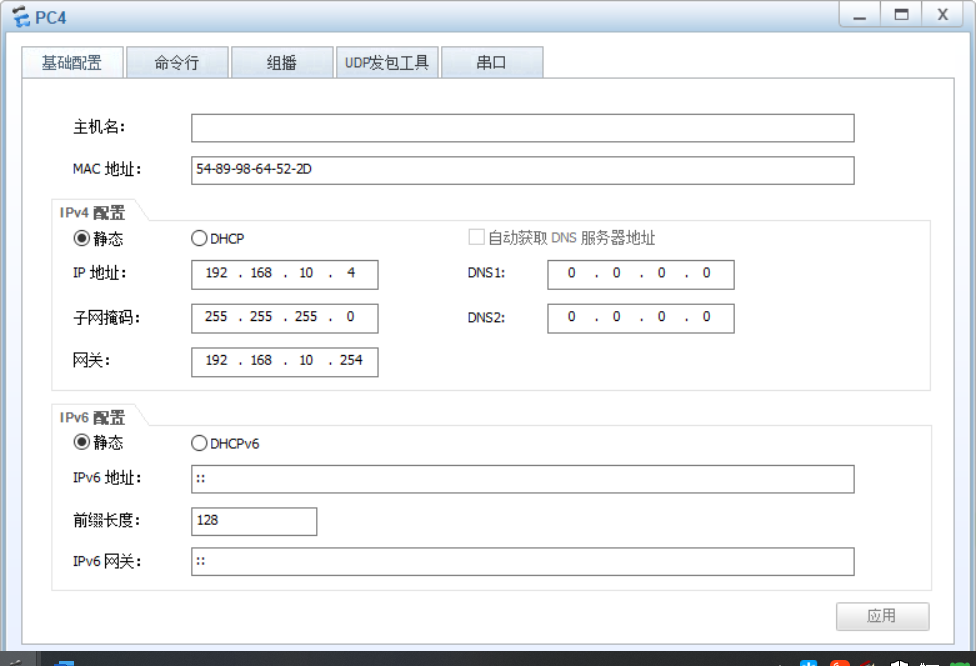 PC4
基础配置 命令行 组播 UDP发包工具 串口
主机名:
MAC 地址: 54-89-98-64-52-2D
IPv4 配置
静态 DHCP 自动获取 DNS 服务器地址
IP 地址: 192 . 168 . 10 . 4 DNS1: 0 . 0 . 0 . 0
子网掩码: 255 . 255 . 255 . 0 DNS2: 0 . 0 . 0 . 0
网关: 192 . 168 . 10 . 254
IPv6 配置
静态 DHCPv6
IPv6 地址: ::
前缀长度: 128
IPv6 网关: ::
应用